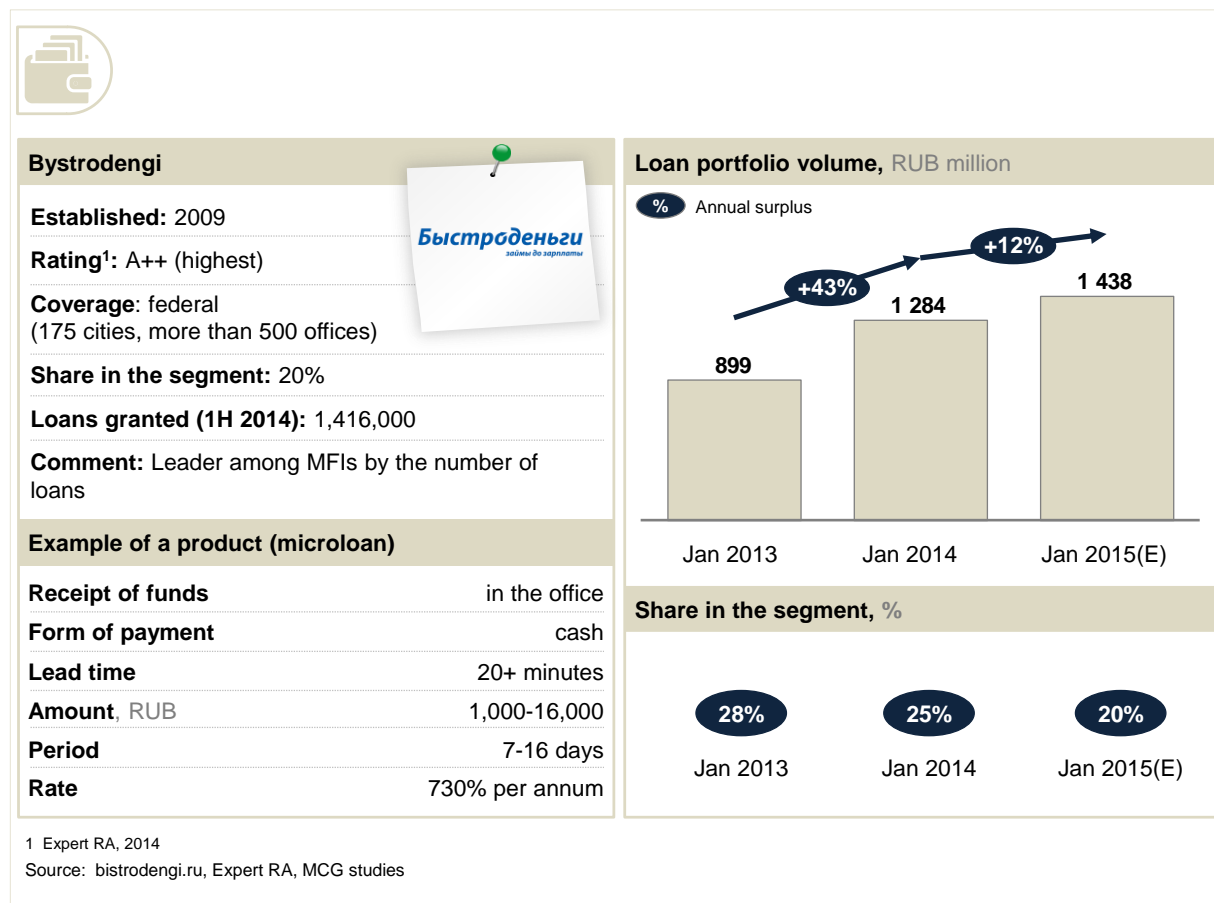 Bystrodengi
Established: 2009
Rating¹: A++ (highest)
Coverage: federal
(175 cities, more than 500 offices)
Share in the segment: 20%
Loans granted (1H 2014): 1,416,000
Comment: Leader among MFIs by the number of
loans
Быстроденьги
займы до зарплаты
Example of a product (microloan)
Receipt of funds in the office
Form of payment cash
Lead time 20+ minutes
Amount, RUB 1,000-16,000
Period 7-16 days
Rate 730% per annum
Loan portfolio volume, RUB million
% Annual surplus
+43% +12%
899 1 284 1 438
Jan 2013 Jan 2014 Jan 2015(E)
Share in the segment, %
28% 25% 20%
Jan 2013 Jan 2014 Jan 2015(E)
1 Expert RA, 2014
Source: bistrodengi.ru, Expert RA, MCG studies